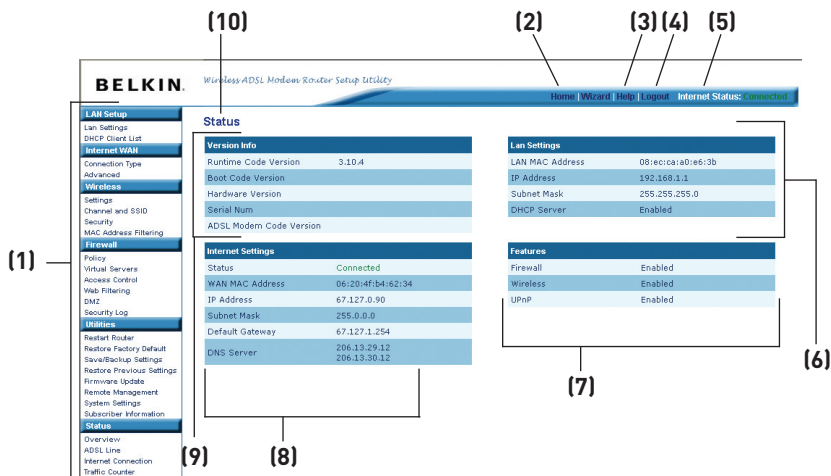 (10)
(2)
(3) (4)
(5)
BELKIN.
Wireless ADSL Modem Router Setup Utility
Home | Wizard | Help | Logout Internet Status: Connected
LAN Setup
Lan Settings
DHCP Client List
Internet WAN
Connection Type
Advanced
Wireless
Settings
Channel and SSID
Security
MAC Address Filtering
Firewall
Policy
Virtual Servers
Access Control
Web Filtering
DMZ
Security Log
Utilities
Restart Router
Restore Factory Default
Save/Backup Settings
Restore Previous Settings
Firmware Update
Remote Management
System Settings
Subscriber Information
Status
Overview
ADSL Line
Internet Connection
Traffic Counter
(1)
Status
Version Info
Runtime Code Version 3.10.4
Boot Code Version
Hardware Version
Serial Num
ADSL Modem Code Version
Lan Settings
LAN MAC Address 08:ec:ca:a0:e6:3b
IP Address 192.168.1.1
Subnet Mask 255.255.255.0
DHCP Server Enabled
Internet Settings
Status Connected
WAN MAC Address 06:20:4f:b4:62:34
IP Address 67.127.0.90
Subnet Mask 255.0.0.0
Default Gateway 67.127.1.254
DNS Server 206.13.29.12
206.13.30.12
Features
Firewall Enabled
Wireless Enabled
UPnP Enabled
(6)
(7)
(9)
(8)